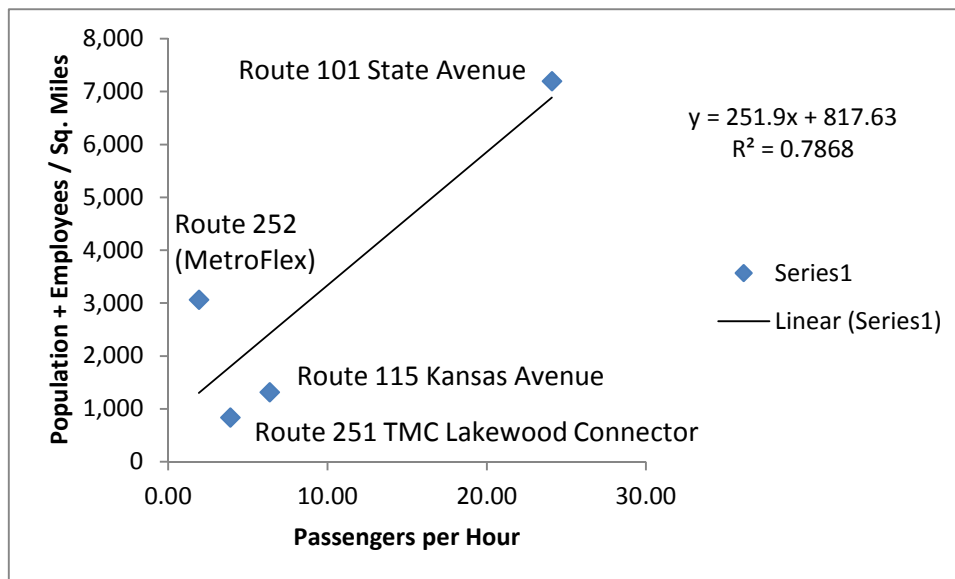 8,000
7,000
6,000
5,000
4,000
3,000
2,000
1,000
0
Population + Employees / Sq. Miles
Route 101 State Avenue
y = 251.9x + 817.63
R² = 0.7868
Route 252
(MetroFlex)
Series1
Linear (Series1)
Route 115 Kansas Avenue
Route 251 TMC Lakewood Connector
0.00 10.00 20.00 30.00
Passengers per Hour